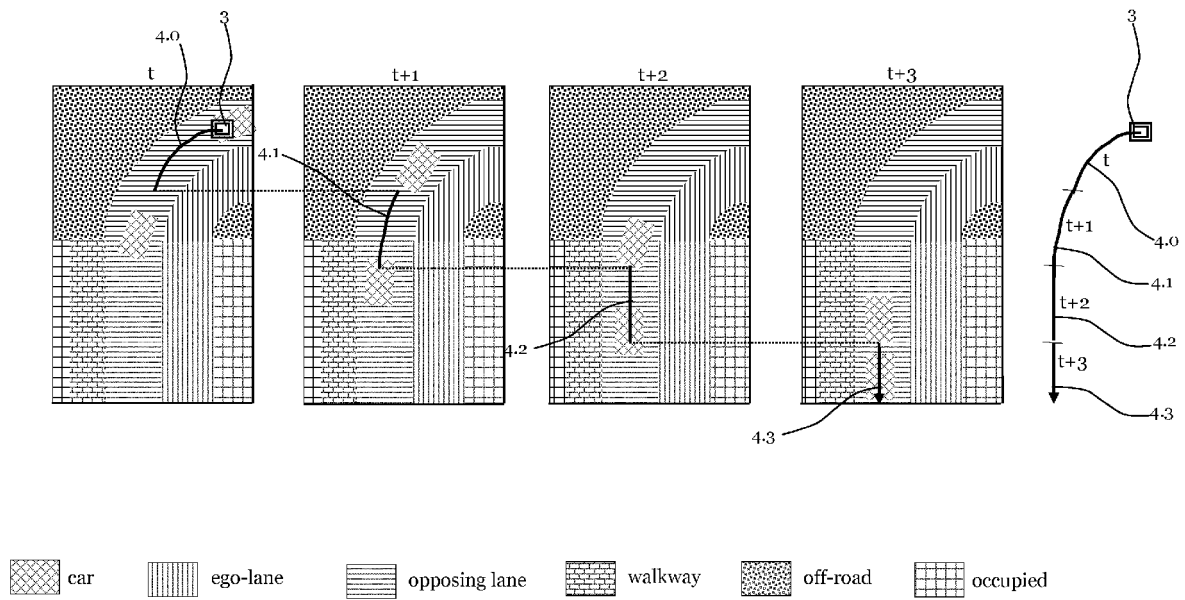 3
4.0
t
t+1
t+2
t+3
3
4.1
t
t+1
4.0
4.1
t+2
4.2
4.2
t+3
4.3
4.3
car
ego-lane
opposing lane
walkway
off-road
occupied